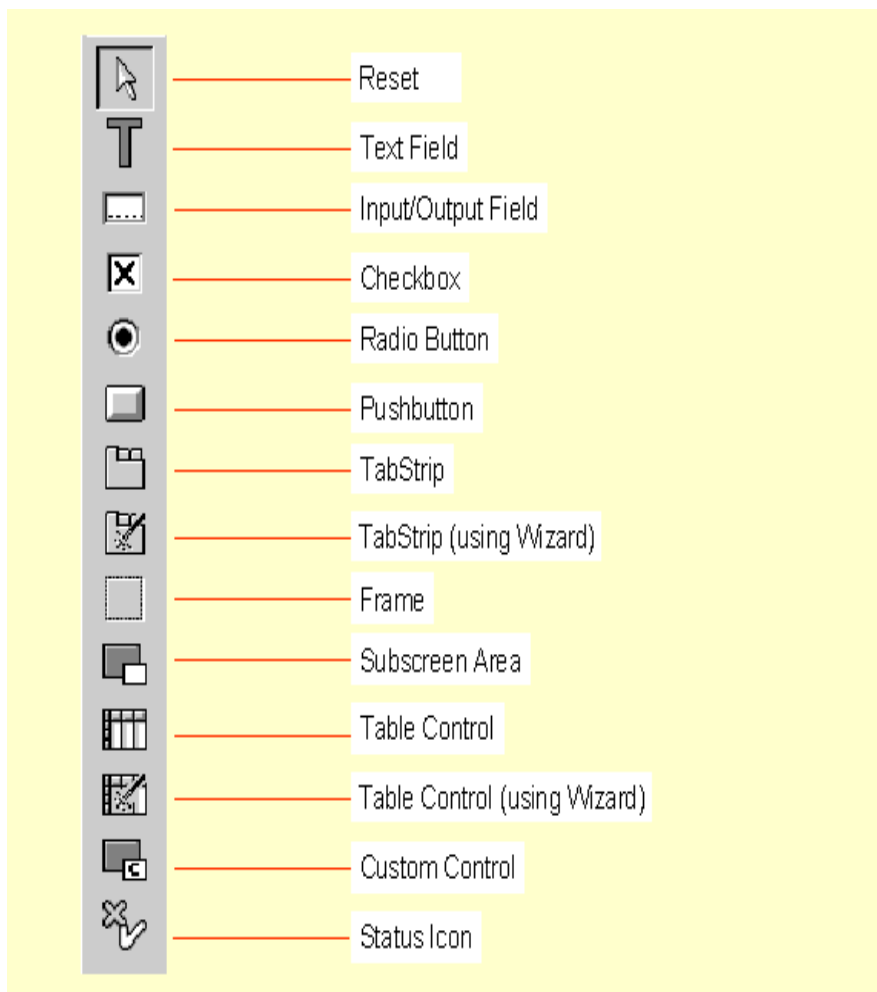 Reset
Text Field
Input/Output Field
Checkbox
Radio Button
Pushbutton
TabStrip
TabStrip (using Wizard)
Frame
Subscreen Area
Table Control
Table Control (using Wizard)
Custom Control
Status Icon